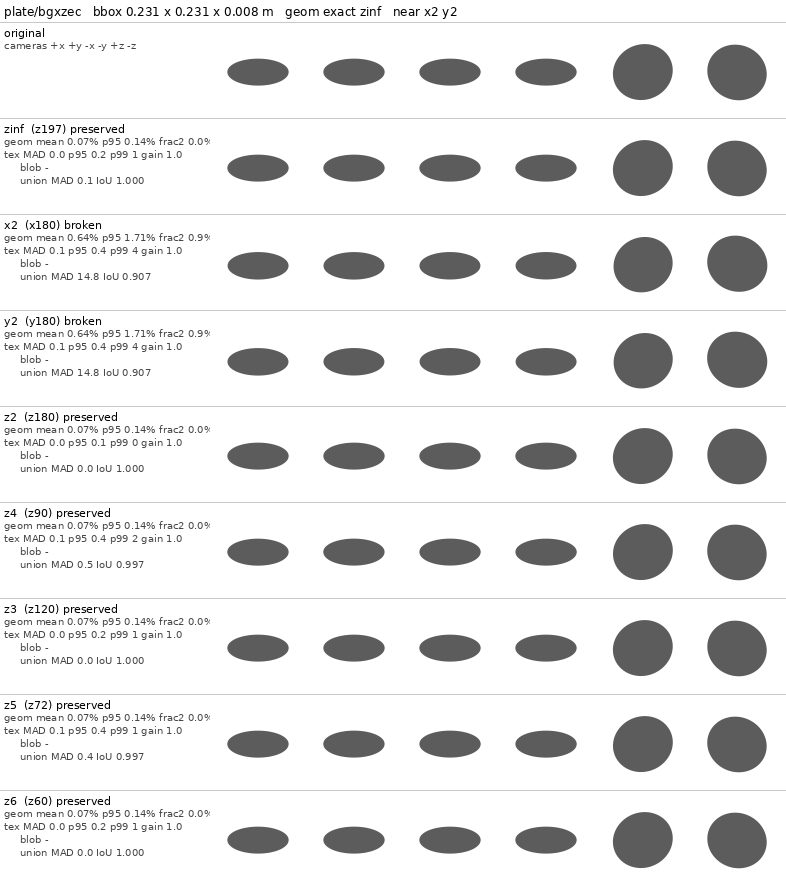 plate/bgxzec bbox 0.231 x 0.231 x 0.008 m geom exact zinf near x2 y2
original
cameras +x +y -x -y +z -z
zinf (z197) preserved
geom mean 0.07% p95 0.14% frac2 0.0%
tex MAD 0.0 p95 0.2 p99 1 gain 1.0
blob -
union MAD 0.1 IoU 1.000
x2 (x180) broken
geom mean 0.64% p95 1.71% frac2 0.9%
tex MAD 0.1 p95 0.4 p99 4 gain 1.0
blob -
union MAD 14.8 IoU 0.907
y2 (y180) broken
geom mean 0.64% p95 1.71% frac2 0.9%
tex MAD 0.1 p95 0.4 p99 4 gain 1.0
blob -
union MAD 14.8 IoU 0.907
z2 (z180) preserved
geom mean 0.07% p95 0.14% frac2 0.0%
tex MAD 0.0 p95 0.1 p99 0 gain 1.0
blob -
union MAD 0.0 IoU 1.000
z4 (z90) preserved
geom mean 0.07% p95 0.14% frac2 0.0%
tex MAD 0.1 p95 0.4 p99 2 gain 1.0
blob -
union MAD 0.5 IoU 0.997
z3 (z120) preserved
geom mean 0.07% p95 0.14% frac2 0.0%
tex MAD 0.0 p95 0.2 p99 1 gain 1.0
blob -
union MAD 0.0 IoU 1.000
z5 (z72) preserved
geom mean 0.07% p95 0.14% frac2 0.0%
tex MAD 0.1 p95 0.4 p99 1 gain 1.0
blob -
union MAD 0.4 IoU 0.997
z6 (z60) preserved
geom mean 0.07% p95 0.14% frac2 0.0%
tex MAD 0.0 p95 0.2 p99 1 gain 1.0
blob -
union MAD 0.0 IoU 1.000